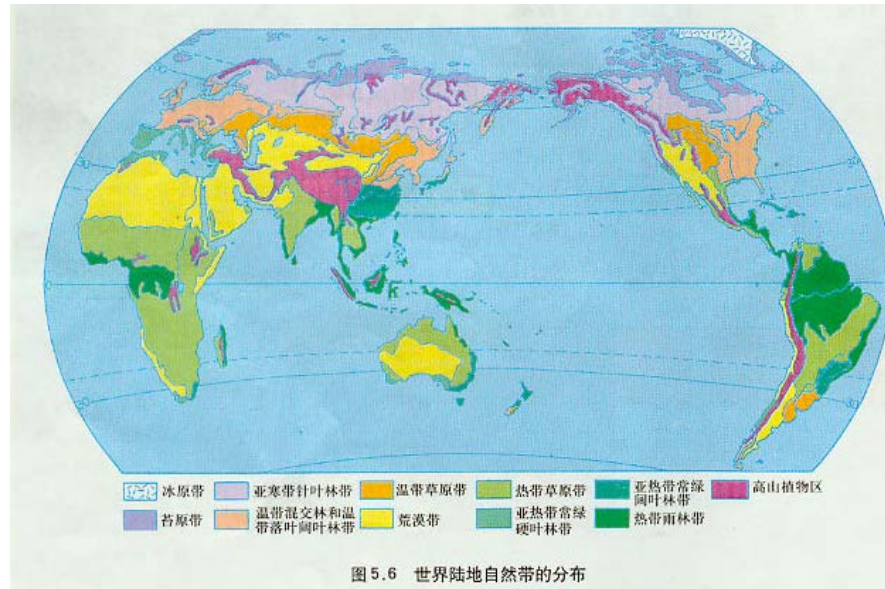 冰原带
亚寒带针叶林带
温带草原带
热带草原带
亚热带常绿
阔叶林带
高山植物区
苔原带
温带混交林和温
带落叶阔叶林带
荒漠带
亚热带常绿
硬叶林带
热带雨林带
图5.6 世界陆地自然带的分布